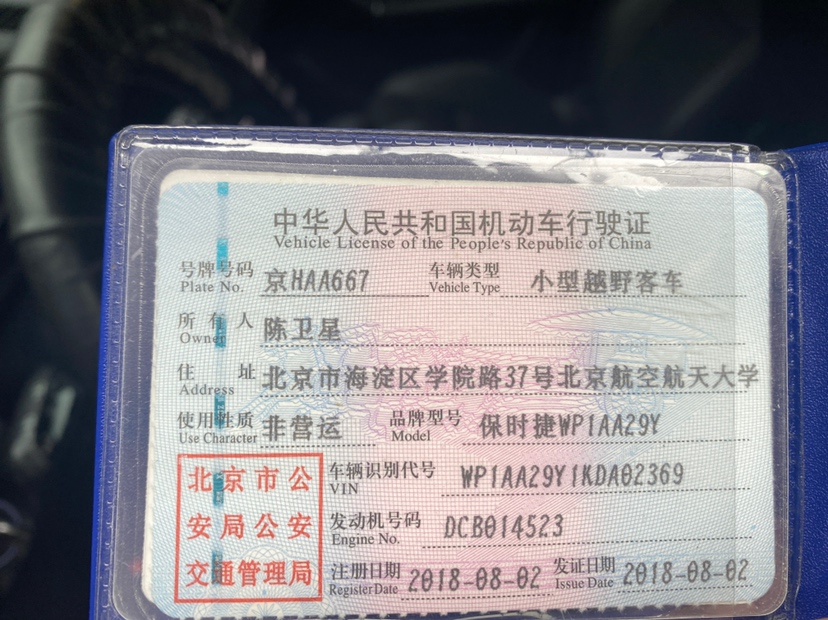 中华人民共和国机动车行驶证
Vehicle License of the People's Republic of China
号牌号码 京HAA667 车辆类型 小型越野客车
Plate No. Vehicle Type
所有人 陈卫星
Owner
住址 北京市海淀区学院路37号北京航空航天大学
Address
使用性质 非营运 品牌型号 保时捷WP1AA29Y
Use Character Model
北京市公 车辆识别代号 WP1AA29Y1KDA02369
VIN
安局公安 发动机号码 DCB014523
Engine No.
交通管理局 注册日期 2018-08-02 发证日期 2018-08-02
Register Date Issue Date